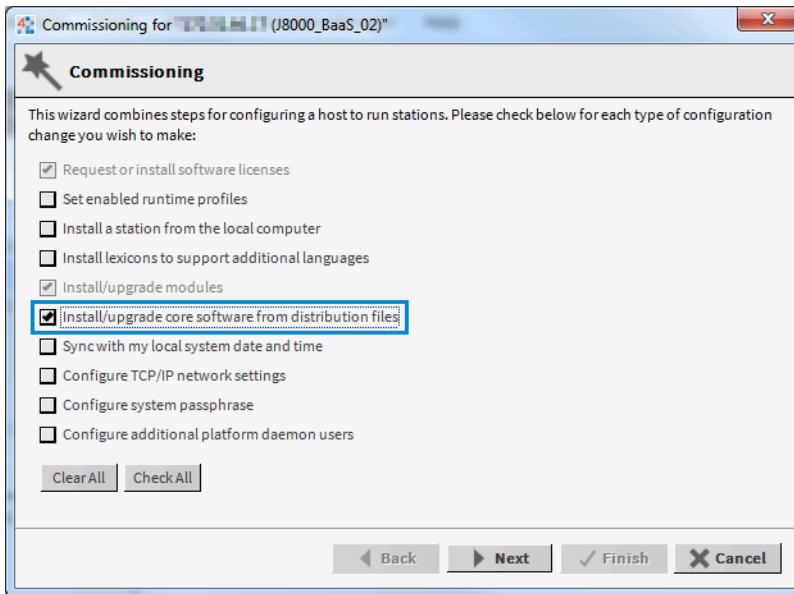 Commissioning for (J8000_BaaS_02)"
Commissioning
This wizard combines steps for configuring a host to run stations. Please check below for each type of configuration
change you wish to make:
Request or install software licenses
Set enabled runtime profiles
Install a station from the local computer
Install lexicons to support additional languages
Install/upgrade modules
Install/upgrade core software from distribution files
Sync with my local system date and time
Configure TCP/IP network settings
Configure system passphrase
Configure additional platform daemon users
Clear All Check All
Back Next Finish Cancel